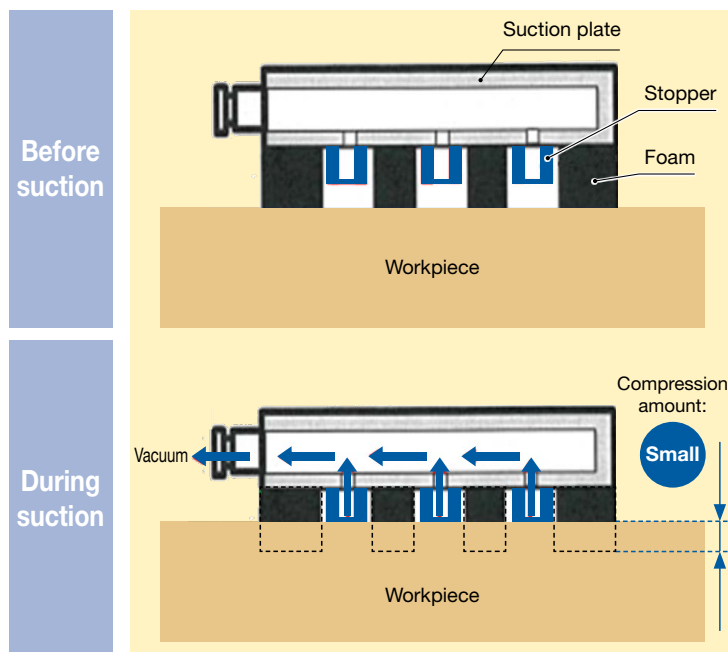 Suction plate
Stopper
Foam
Before
suction
Workpiece
Compression
amount:
Small
Vacuum
During
suction
Workpiece